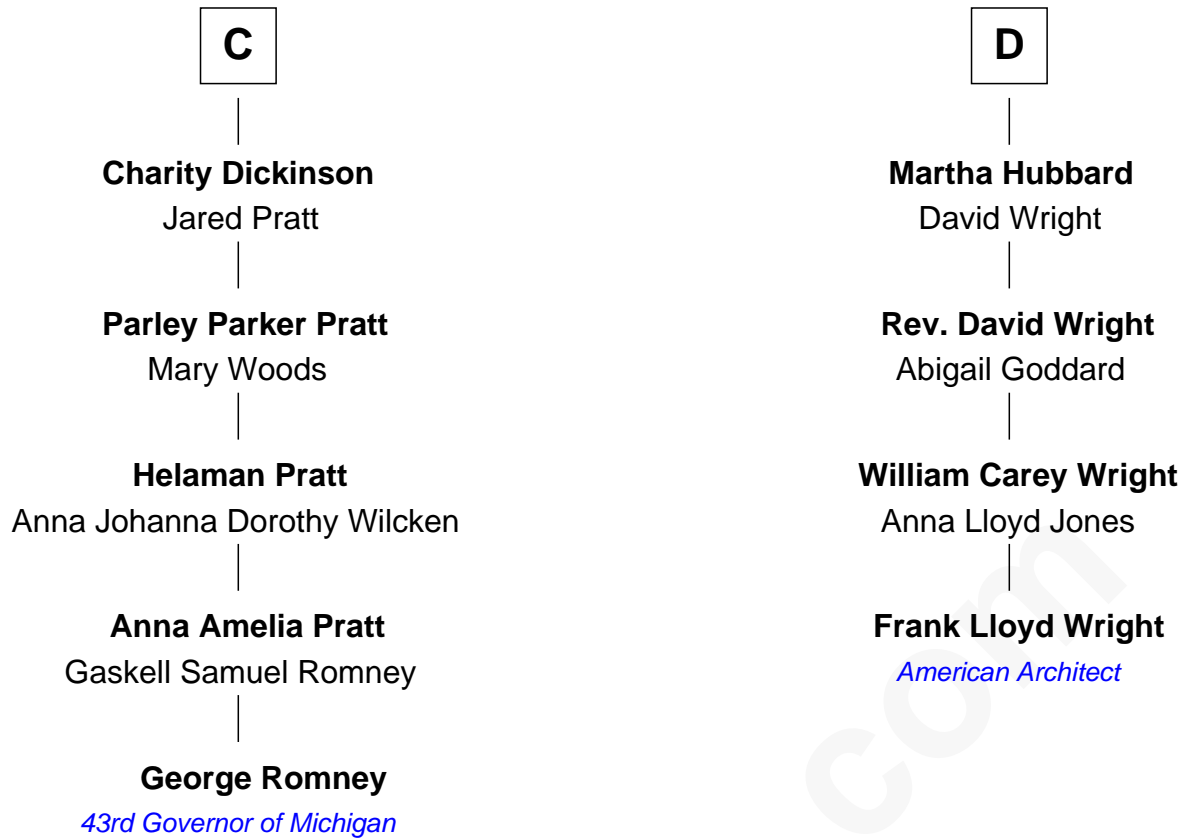 C
Charity Dickinson
Jared Pratt
Parley Parker Pratt
Mary Woods
Helaman Pratt
Anna Johanna Dorothy Wilcken
Anna Amelia Pratt
Gaskell Samuel Romney
George Romney
43rd Governor of Michigan
D
Martha Hubbard
David Wright
Rev. David Wright
Abigail Goddard
William Carey Wright
Anna Lloyd Jones
Frank Lloyd Wright
American Architect
com